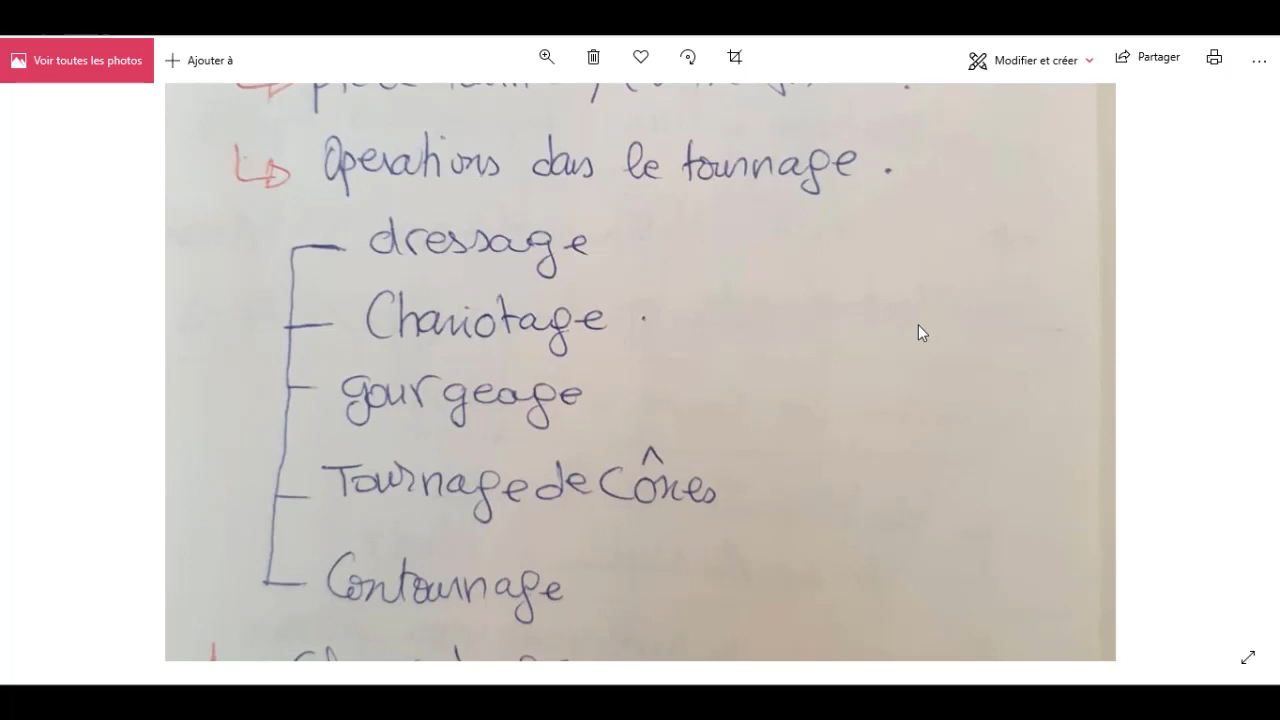 Voir toutes les photos
Ajouter à
Modifier et créer
Partager
Operations dans le tournage .
dressage
Chariotage .
gourgeage
Tournage de Cônes
Contournage